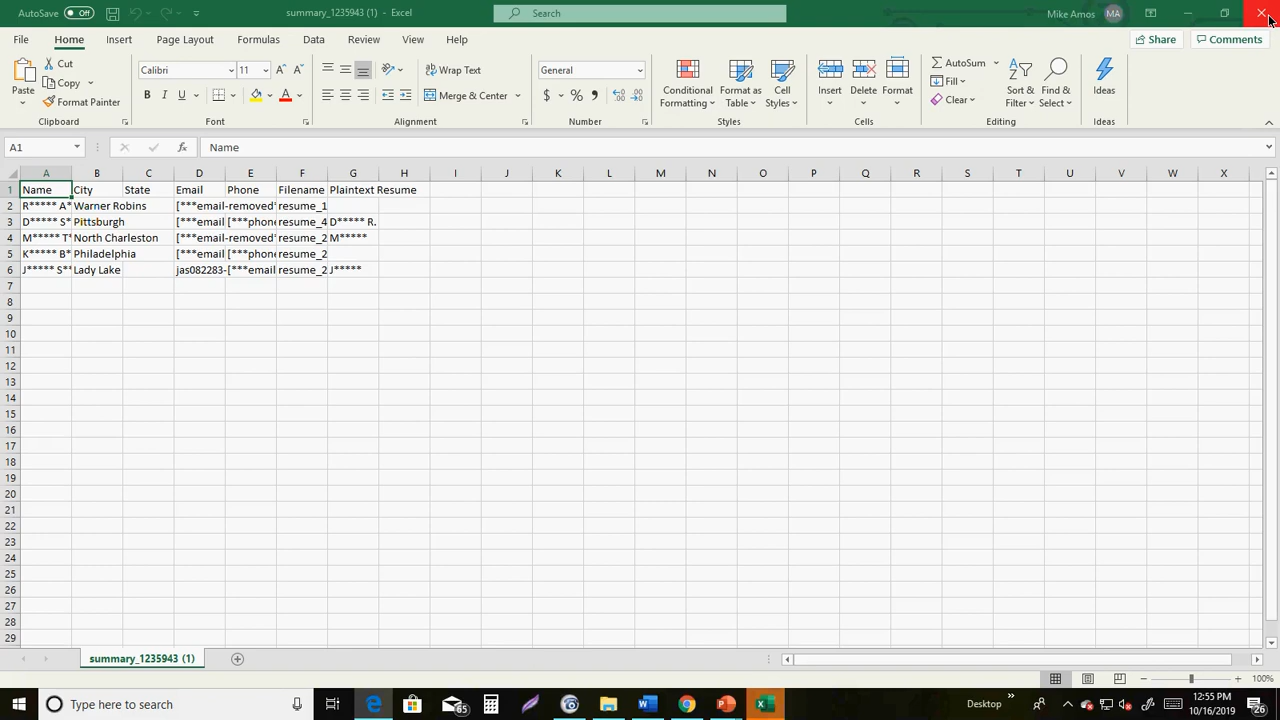 AutoSave Off summary_1235943 (1) - Excel Search Mike Amos MA
File Home Insert Page Layout Formulas Data Review View Help Share Comments
Paste Cut Copy Format Painter Clipboard
Calibri 11 B I U Font
Wrap Text Merge & Center Alignment
General $ % Number
Conditional Formatting Format as Table Cell Styles Styles
Insert Delete Format Cells
AutoSum Fill Clear Sort & Filter Find & Select Editing
Ideas Ideas
A1 fx Name
A B C D E F G H I J K L M N O P Q R S T U V W X
1 Name City State Email Phone Filename Plaintext Resume
2 R***** A* Warner Robins [***email-removed* resume_1
3 D***** S* Pittsburgh [***email [***phone resume_4 D***** R.
4 M***** T* North Charleston [***email-removed* resume_2 M*****
5 K***** B* Philadelphia [***email [***phone resume_2
6 J***** S** Lady Lake jas082283- [***email resume_2 J*****
7
8
9
10
11
12
13
14
15
16
17
18
19
20
21
22
23
24
25
26
27
28
29
summary_1235943 (1)
100%
Type here to search 65 Desktop 12:55 PM
10/16/2019 26